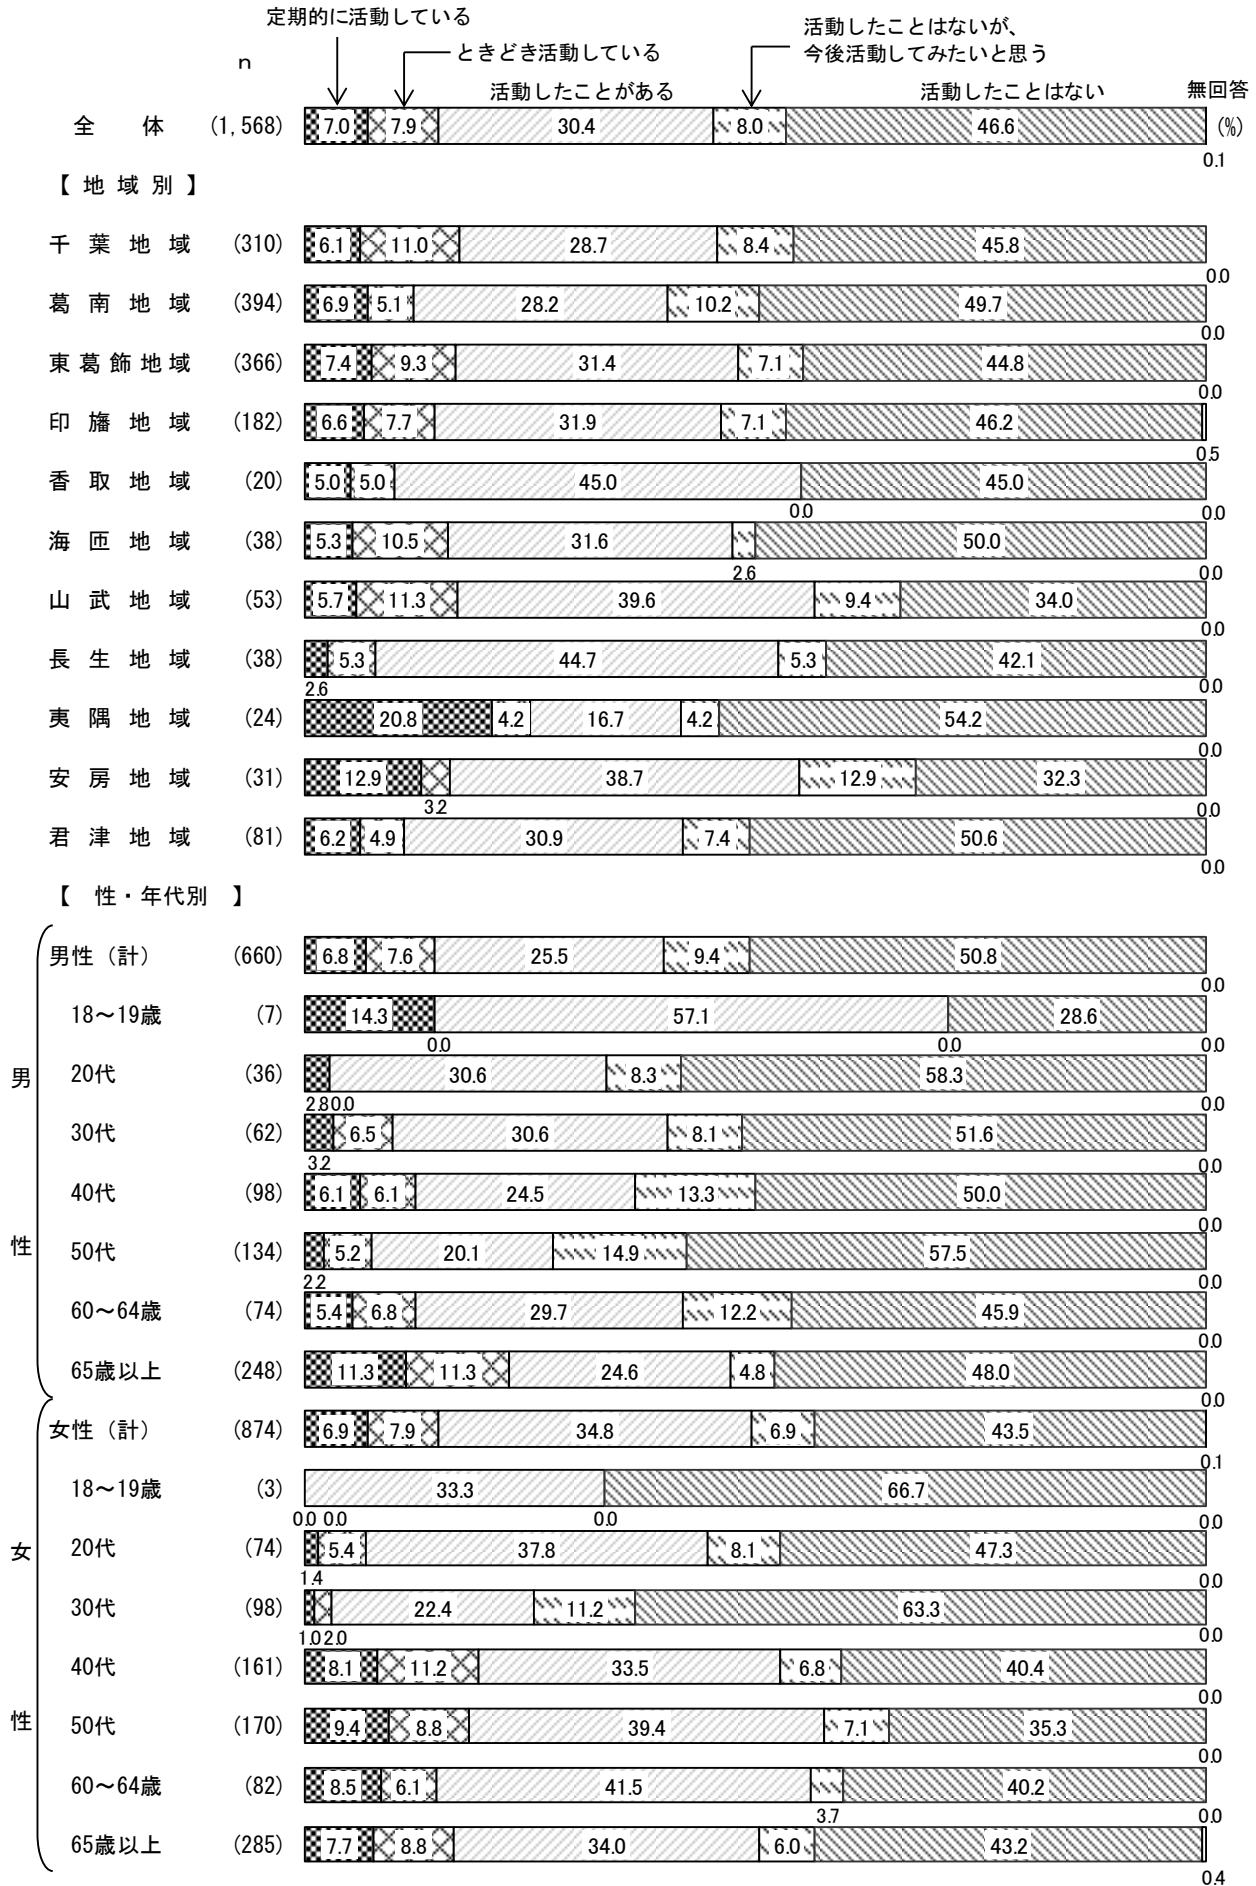 定期的に活動している
ときどき活動している
活動したことはないが、
今後活動してみたいと思う
n
活動したことがある
活動したことはない
無回答
全体 (1,568) 7.0 7.9 30.4 8.0 46.6 (%)
0.1
【 地 域 別 】
千葉地域 (310) 6.1 11.0 28.7 8.4 45.8
0.0
葛南地域 (394) 6.9 5.1 28.2 10.2 49.7
0.0
東葛飾地域 (366) 7.4 9.3 31.4 7.1 44.8
0.0
印旛地域 (182) 6.6 7.7 31.9 7.1 46.2
0.5
香取地域 (20) 5.0 5.0 45.0 45.0
0.0 0.0
海匝地域 (38) 5.3 10.5 31.6 50.0
2.6 0.0
山武地域 (53) 5.7 11.3 39.6 9.4 34.0
0.0
長生地域 (38) 5.3 44.7 5.3 42.1
2.6 0.0
夷隅地域 (24) 20.8 4.2 16.7 4.2 54.2
0.0
安房地域 (31) 12.9 38.7 12.9 32.3
3.2 0.0
君津地域 (81) 6.2 4.9 30.9 7.4 50.6
0.0
【 性・年代別 】
男性
男性（計） (660) 6.8 7.6 25.5 9.4 50.8
0.0
18～19歳 (7) 14.3 57.1 28.6
0.0 0.0 0.0
20代 (36) 30.6 8.3 58.3
2.8 0.0 0.0
30代 (62) 6.5 30.6 8.1 51.6
3.2 0.0
40代 (98) 6.1 6.1 24.5 13.3 50.0
0.0
50代 (134) 5.2 20.1 14.9 57.5
2.2 0.0
60～64歳 (74) 5.4 6.8 29.7 12.2 45.9
0.0
65歳以上 (248) 11.3 11.3 24.6 4.8 48.0
0.0
女性
女性（計） (874) 6.9 7.9 34.8 6.9 43.5
0.1
18～19歳 (3) 33.3 66.7
0.0 0.0 0.0 0.0
20代 (74) 5.4 37.8 8.1 47.3
1.4 0.0
30代 (98) 22.4 11.2 63.3
1.0 2.0 0.0
40代 (161) 8.1 11.2 33.5 6.8 40.4
0.0
50代 (170) 9.4 8.8 39.4 7.1 35.3
0.0
60～64歳 (82) 8.5 6.1 41.5 40.2
3.7 0.0
65歳以上 (285) 7.7 8.8 34.0 6.0 43.2
0.4